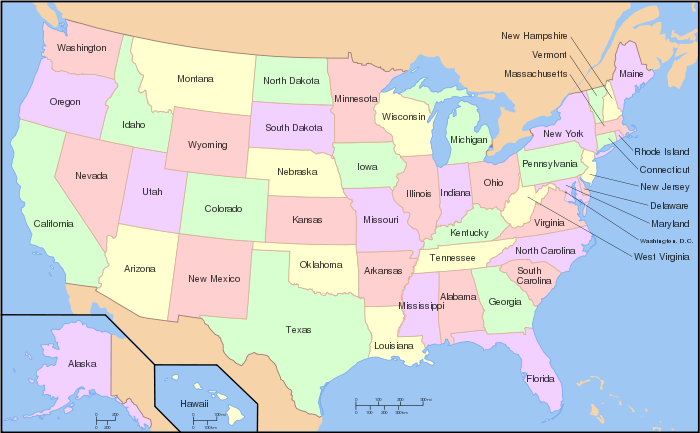 New Hampshire
Vermont
Massachusetts
Washington
Montana
North Dakota
Minnesota
Maine
Oregon
Idaho
Wyoming
South Dakota
Wisconsin
Michigan
New York
Rhode Island
Connecticut
New Jersey
Delaware
Maryland
Washington, D.C.
West Virginia
Nevada
Utah
Colorado
Nebraska
Iowa
Illinois
Indiana
Ohio
Pennsylvania
California
Kansas
Missouri
Kentucky
Virginia
Arizona
New Mexico
Oklahoma
Arkansas
Tennessee
North Carolina
South
Carolina
Texas
Louisiana
Mississippi
Alabama
Georgia
Florida
Alaska
Hawaii